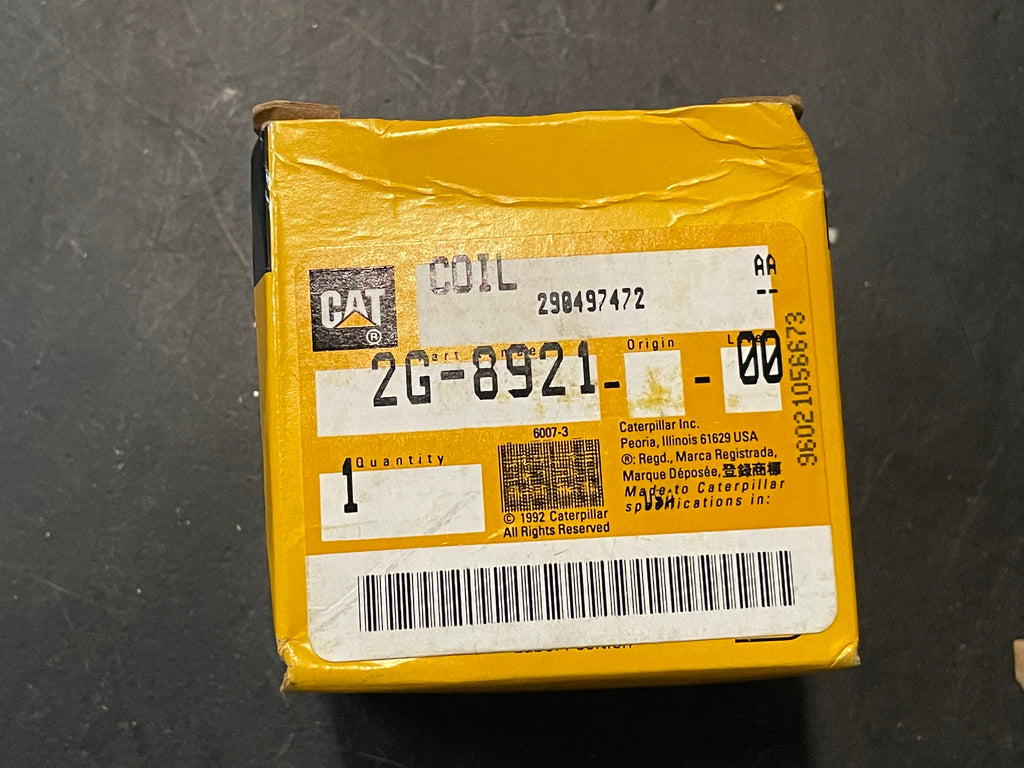 COIL
AA
290497472
--
CAT
®
Origin
2G-8921- - 00
9602105667​3
Quantity
1
6007-3
© 1992 Caterpillar
All Rights Reserved
Caterpillar Inc.
Peoria, Illinois 61629 USA
®: Regd., Marca Registrada,
Marque Déposée, 登録商標
Made to Caterpillar
specifications in:
USA